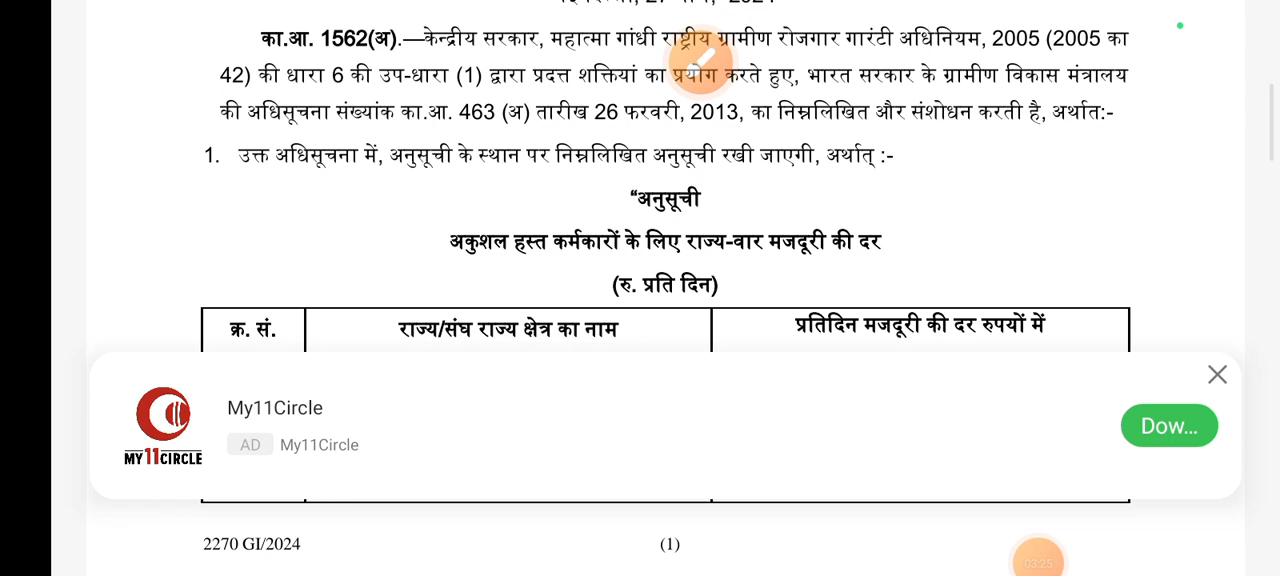 का.आ. 1562(अ).—केन्द्रीय सरकार, महात्मा गांधी राष्ट्रीय ग्रामीण रोजगार गारंटी अधिनियम, 2005 (2005 का
42) की धारा 6 की उप-धारा (1) द्वारा प्रदत्त शक्तियां का प्रयोग करते हुए, भारत सरकार के ग्रामीण विकास मंत्रालय
की अधिसूचना संख्यांक का.आ. 463 (अ) तारीख 26 फरवरी, 2013, का निम्नलिखित और संशोधन करती है, अर्थात:-
1. उक्त अधिसूचना में, अनुसूची के स्थान पर निम्नलिखित अनुसूची रखी जाएगी, अर्थात् :-
“अनुसूची
अकुशल हस्त कर्मकारों के लिए राज्य-वार मजदूरी की दर
(रु. प्रति दिन)
क्र. सं. राज्य/संघ राज्य क्षेत्र का नाम प्रतिदिन मजदूरी की दर रुपयों में
My11Circle
AD My11Circle
Dow...
MY11CIRCLE
2270 GI/2024 (1)
03:25